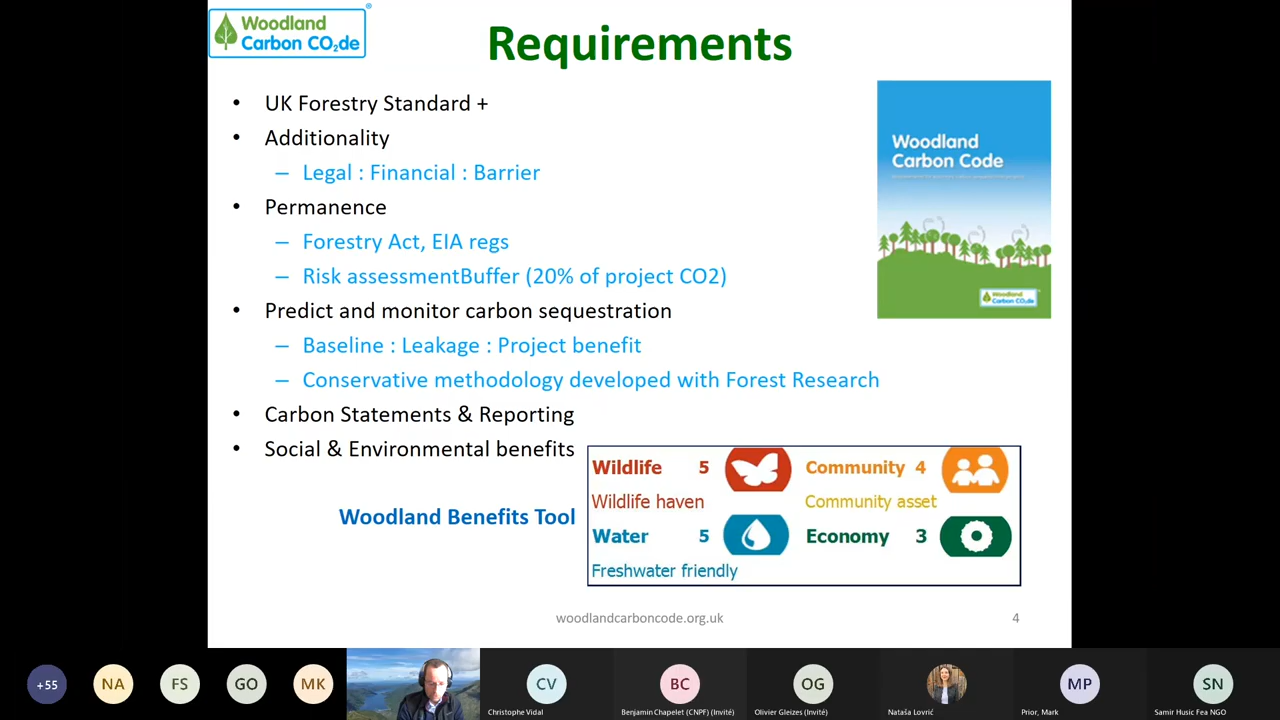 Woodland
Carbon CO2de
Requirements
• UK Forestry Standard +
• Additionality
– Legal : Financial : Barrier
• Permanence
– Forestry Act, EIA regs
– Risk assessmentBuffer (20% of project CO2)
• Predict and monitor carbon sequestration
– Baseline : Leakage : Project benefit
– Conservative methodology developed with Forest Research
• Carbon Statements & Reporting
• Social & Environmental benefits
Woodland
Carbon Code
Woodland
Carbon CO2de
Woodland Benefits Tool
Wildlife 5
Community 4
Wildlife haven
Community asset
Water 5
Economy 3
Freshwater friendly
woodlandcarboncode.org.uk
4
+55
NA
FS
GO
MK
CV
BC
OG
MP
SN
Christophe Vidal
Benjamin Chapelet (CNPF) (Invité)
Olivier Gleizes (Invité)
Nataša Lovrić
Prior, Mark
Samir Husic Fea NGO